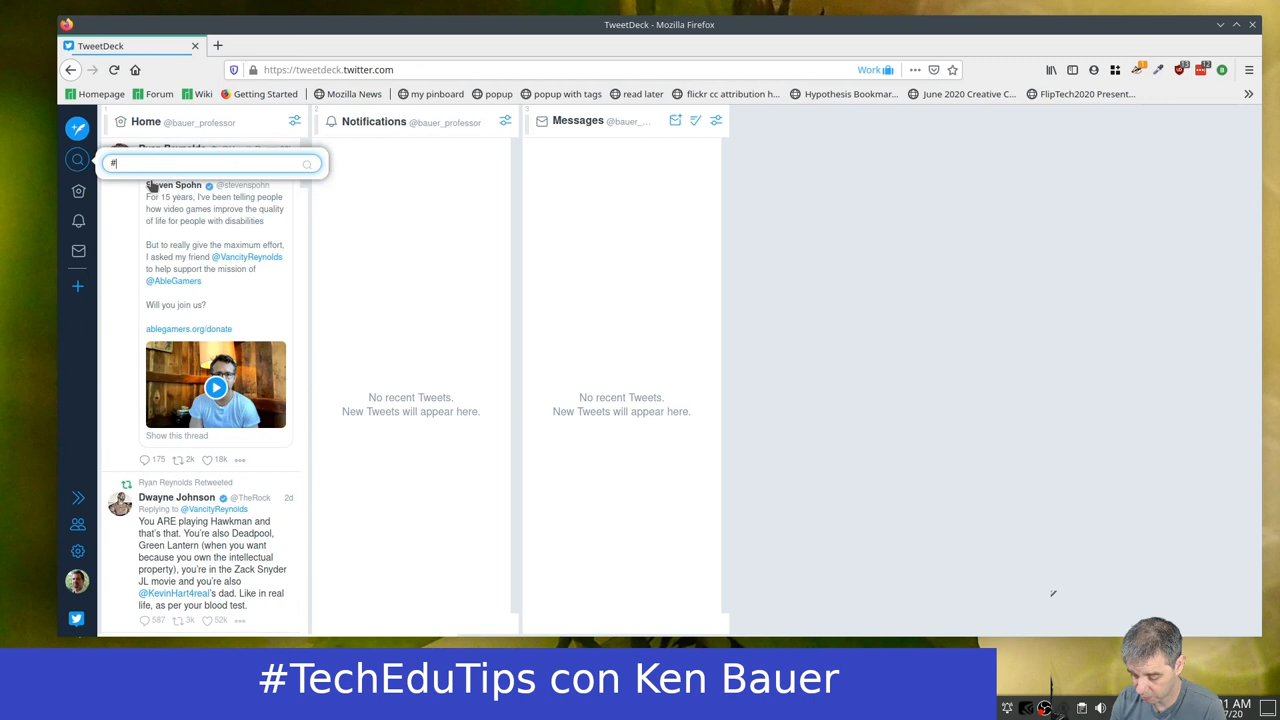 TweetDeck - Mozilla Firefox
TweetDeck
https://tweetdeck.twitter.com
Work
Homepage Forum Wiki Getting Started Mozilla News my pinboard popup popup with tags read later flickr cc attribution h... Hypothesis Bookmar... June 2020 Creative C... FlipTech2020 Present...
1
Home @bauer_professor
2
Notifications @bauer_professor
3
Messages @bauer_...
#
Steven Spohn @stevenspohn
For 15 years, I've been telling people
how video games improve the quality
of life for people with disabilities
But to really give the maximum effort,
I asked my friend @VancityReynolds
to help support the mission of
@AbleGamers
Will you join us?
ablegamers.org/donate
Show this thread
175 2k 18k
Ryan Reynolds Retweeted
Dwayne Johnson @TheRock 2d
Replying to @VancityReynolds
You ARE playing Hawkman and
that's that. You're also Deadpool,
Green Lantern (when you want
because you own the intellectual
property), you're in the Zack Snyder
JL movie and you're also
@KevinHart4real's dad. Like in real
life, as per your blood test.
587 3k 52k
No recent Tweets.
New Tweets will appear here.
No recent Tweets.
New Tweets will appear here.
#TechEduTips con Ken Bauer